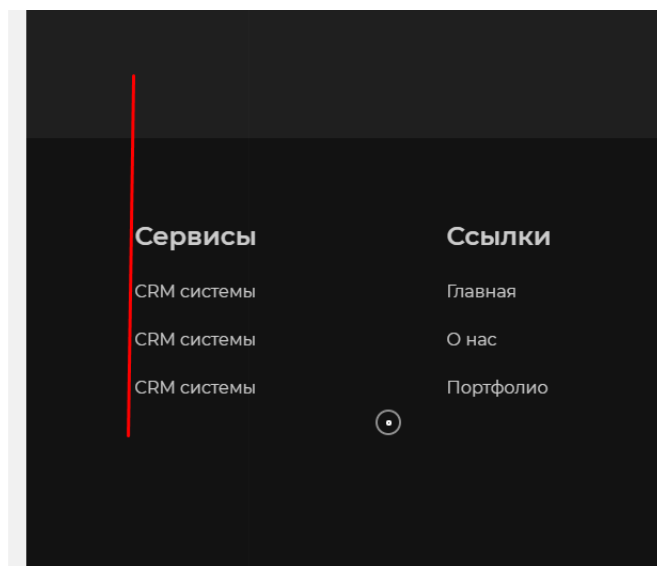 Сервисы
CRM системы
CRM системы
CRM системы
Ссылки
Главная
О нас
Портфолио